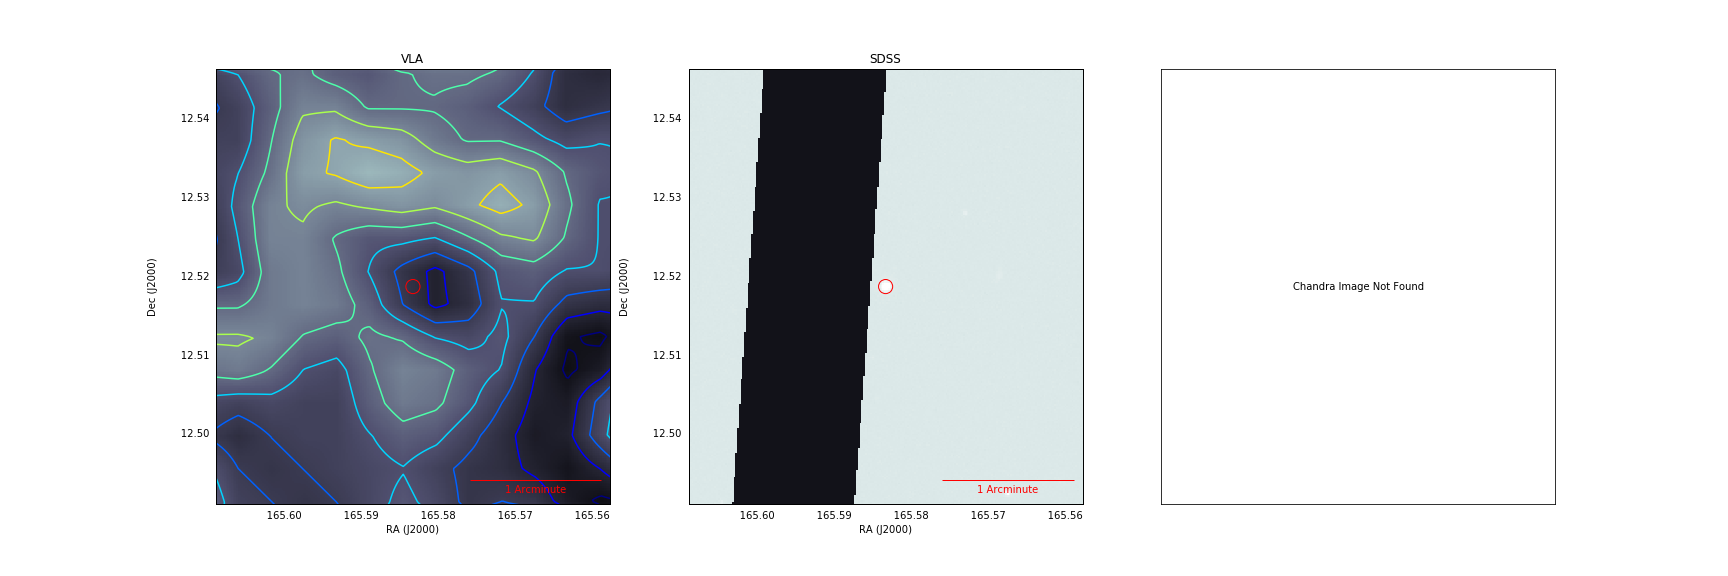 VLA
12.54
12.53
12.52
12.51
12.50
Dec (J2000)
165.60 165.59 165.58 165.57 165.56
RA (J2000)
1 Arcminute
SDSS
12.54
12.53
12.52
12.51
12.50
Dec (J2000)
165.60 165.59 165.58 165.57 165.56
RA (J2000)
1 Arcminute
Chandra Image Not Found